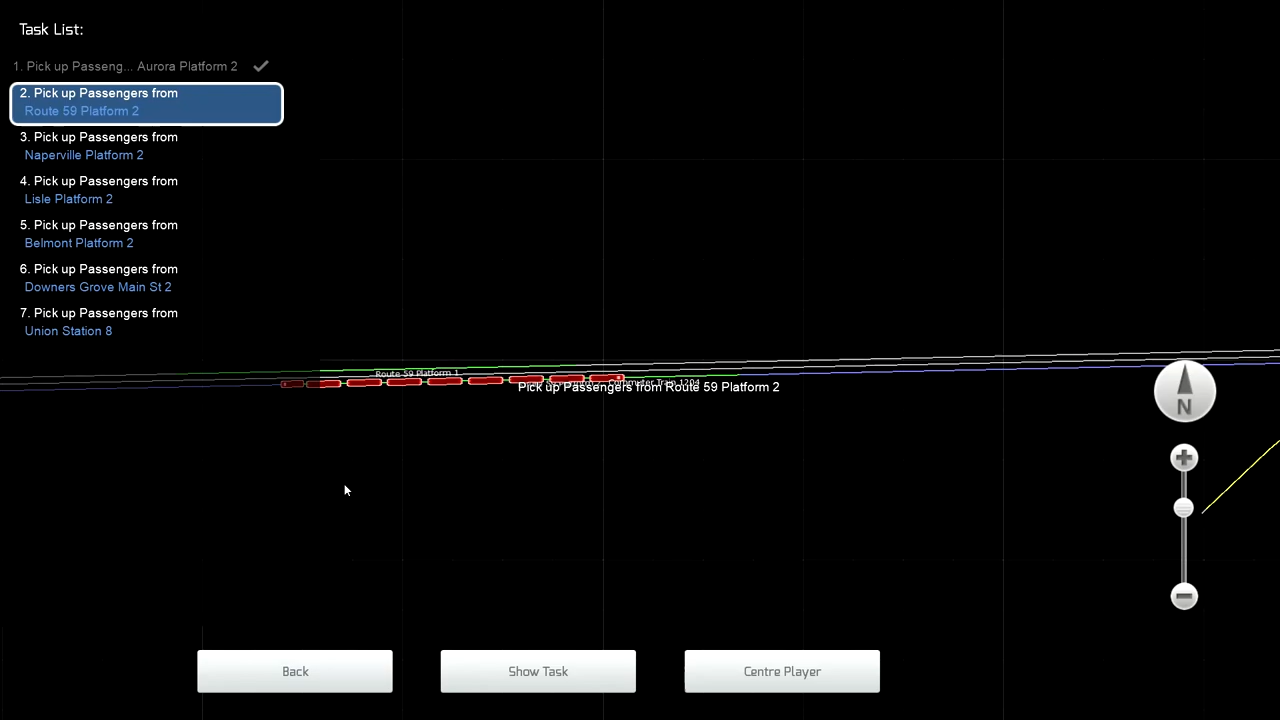 Task List:
1. Pick up Passeng... Aurora Platform 2
2. Pick up Passengers from
Route 59 Platform 2
3. Pick up Passengers from
Naperville Platform 2
4. Pick up Passengers from
Lisle Platform 2
5. Pick up Passengers from
Belmont Platform 2
6. Pick up Passengers from
Downers Grove Main St 2
7. Pick up Passengers from
Union Station 8
Route 59 Platform 1
Commuter Train 1204
Pick up Passengers from Route 59 Platform 2
N
Back
Show Task
Centre Player